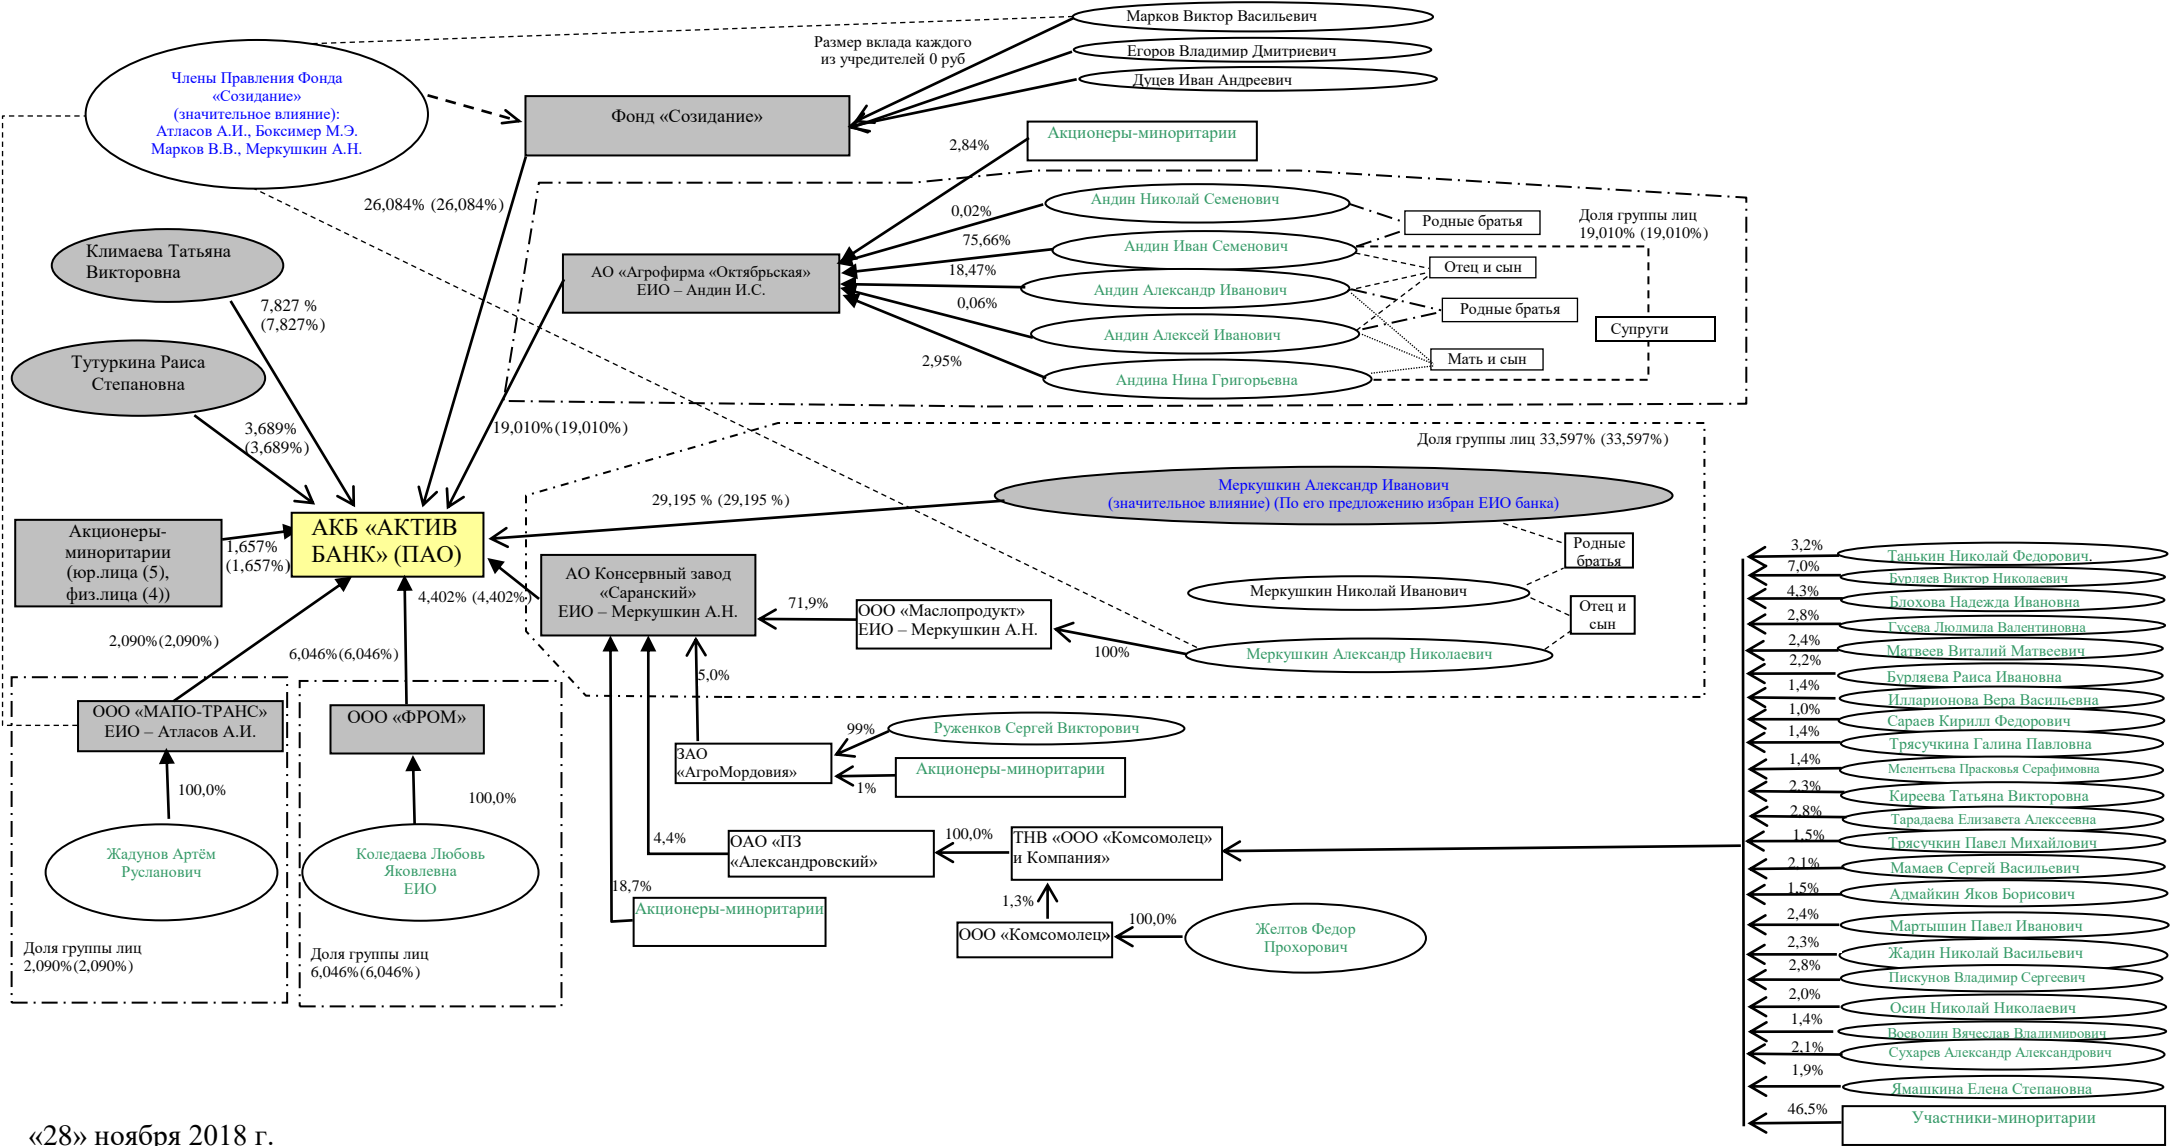 Марков Виктор Васильевич
Размер вклада каждого
из учредителей 0 руб
Егоров Владимир Дмитриевич
Дуцев Иван Андреевич
Члены Правления Фонда
«Созидание»
(значительное влияние):
Атласов А.И., Боксимер М.Э.
Марков В.В., Меркушкин А.Н.
Фонд «Созидание»
Акционеры-миноритарии
2,84%
26,084% (26,084%)
Андин Николай Семенович
0,02%
Родные братья
Доля группы лиц
19,010% (19,010%)
Андин Иван Семенович
75,66%
Отец и сын
Климаева Татьяна
Викторовна
АО «Агрофирма «Октябрьская»
ЕИО – Андин И.С.
18,47%
Андин Александр Иванович
0,06%
Родные братья
7,827 %
(7,827%)
Андин Алексей Иванович
Супруги
Тутуркина Раиса
Степановна
2,95%
Мать и сын
Андина Нина Григорьевна
3,689%
(3,689%)
19,010%(19,010%)
Доля группы лиц 33,597% (33,597%)
29,195 % (29,195 %)
Меркушкин Александр Иванович
(значительное влияние) (По его предложению избран ЕИО банка)
Акционеры-
миноритарии
(юр.лица (5),
физ.лица (4))
1,657%
(1,657%)
АКБ «АКТИВ
БАНК» (ПАО)
Родные
братья
АО Консервный завод
«Саранский»
ЕИО – Меркушкин А.Н.
4,402% (4,402%)
71,9%
ООО «Маслопродукт»
ЕИО – Меркушкин А.Н.
Меркушкин Николай Иванович
Отец и
сын
100%
Меркушкин Александр Николаевич
2,090%(2,090%)
6,046%(6,046%)
5,0%
ООО «МАПО-ТРАНС»
ЕИО – Атласов А.И.
ООО «ФРОМ»
99%
Руженков Сергей Викторович
ЗАО
«АгроМордовия»
Акционеры-миноритарии
1%
100,0%
100,0%
4,4%
ОАО «ПЗ
«Александровский»
100,0%
ТНВ «ООО «Комсомолец»
и Компания»
Жадунов Артём
Русланович
Коледаева Любовь
Яковлевна
ЕИО
18,7%
Акционеры-миноритарии
1,3%
ООО «Комсомолец»
100,0%
Желтов Федор
Прохорович
Доля группы лиц
2,090%(2,090%)
Доля группы лиц
6,046%(6,046%)
3,2%
Танькин Николай Федорович.
7,0%
Бурляев Виктор Николаевич
4,3%
Блохова Надежда Ивановна
2,8%
Гусева Людмила Валентиновна
2,4%
Матвеев Виталий Матвеевич
2,2%
Бурляева Раиса Ивановна
1,4%
Илларионова Вера Васильевна
1,0%
Сараев Кирилл Федорович
1,4%
Трясучкина Галина Павловна
1,4%
Мелентьева Прасковья Серафимовна
2,3%
Киреева Татьяна Викторовна
2,8%
Тарадаева Елизавета Алексеевна
1,5%
Трясучкин Павел Михайлович
2,1%
Мамаев Сергей Васильевич
1,5%
Адмайкин Яков Борисович
2,4%
Мартышин Павел Иванович
2,3%
Жадин Николай Васильевич
2,8%
Пискунов Владимир Сергеевич
2,0%
Осин Николай Николаевич
1,4%
Воеводин Вячеслав Владимирович
2,1%
Сухарев Александр Александрович
1,9%
Ямашкина Елена Степановна
46,5%
Участники-миноритарии
«28» ноября 2018 г.